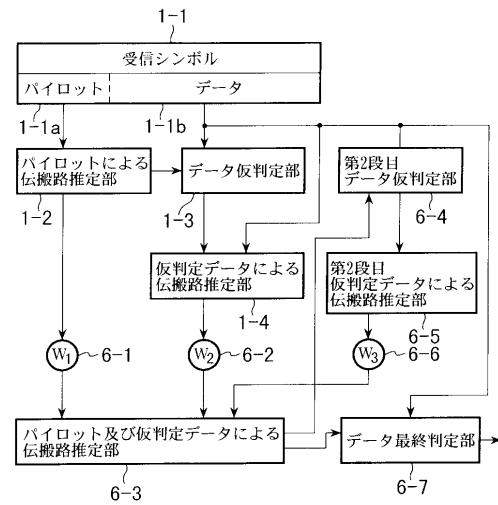 1-1
受信シンボル
パイロット
データ
1-1a
1-1b
パイロットによる
伝搬路推定部
1-2
データ仮判定部
1-3
第2段目
データ仮判定部
6-4
仮判定データによる
伝搬路推定部
1-4
第2段目
仮判定データによる
伝搬路推定部
6-5
W1
6-1
W2
6-2
W3
6-6
パイロット及び仮判定データによる
伝搬路推定部
6-3
データ最終判定部
6-7